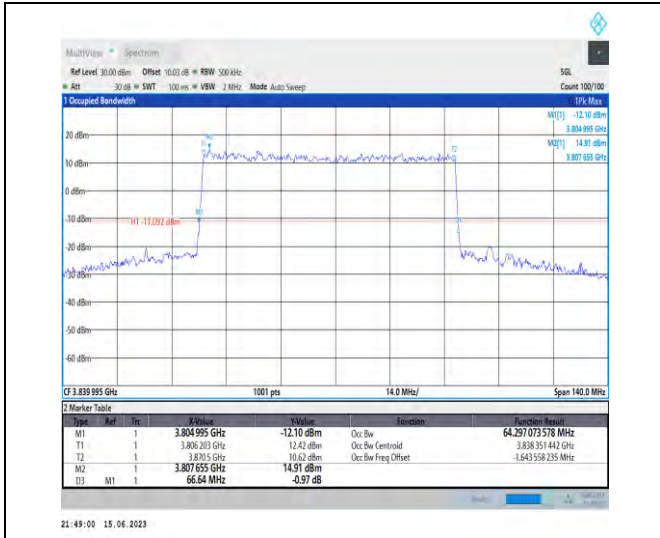 MultiView Spectrum
Ref Level 30.00 dBm Offset 10.03 dB RBW 500 kHz SGL
Att 30 dB SWT 100 ms VBW 2 MHz Mode Auto Sweep Count 100/100
1 Occupied Bandwidth 1Pk Max
M1[1] -12.10 dBm
3.804 995 GHz
M2[1] 14.91 dBm
3.807 655 GHz
20 dBm
M2
T1
T2
10 dBm
0 dBm
M1
-10 dBm
H1 -11.092 dBm
-20 dBm
-30 dBm
-40 dBm
-50 dBm
-60 dBm
CF 3.839 995 GHz 1001 pts 14.0 MHz/ Span 140.0 MHz
2 Marker Table
Type Ref Trc X-Value Y-Value Function Function Result
M1 1 3.804 995 GHz -12.10 dBm Occ Bw 64.297 073 578 MHz
T1 1 3.806 203 GHz 12.42 dBm Occ Bw Centroid 3.838 351 442 GHz
T2 1 3.870 5 GHz 10.62 dBm Occ Bw Freq Offset -1.643 558 235 MHz
M2 1 3.807 655 GHz 14.91 dBm
D3 M1 1 66.64 MHz -0.97 dB
21:49:00 15.06.2023